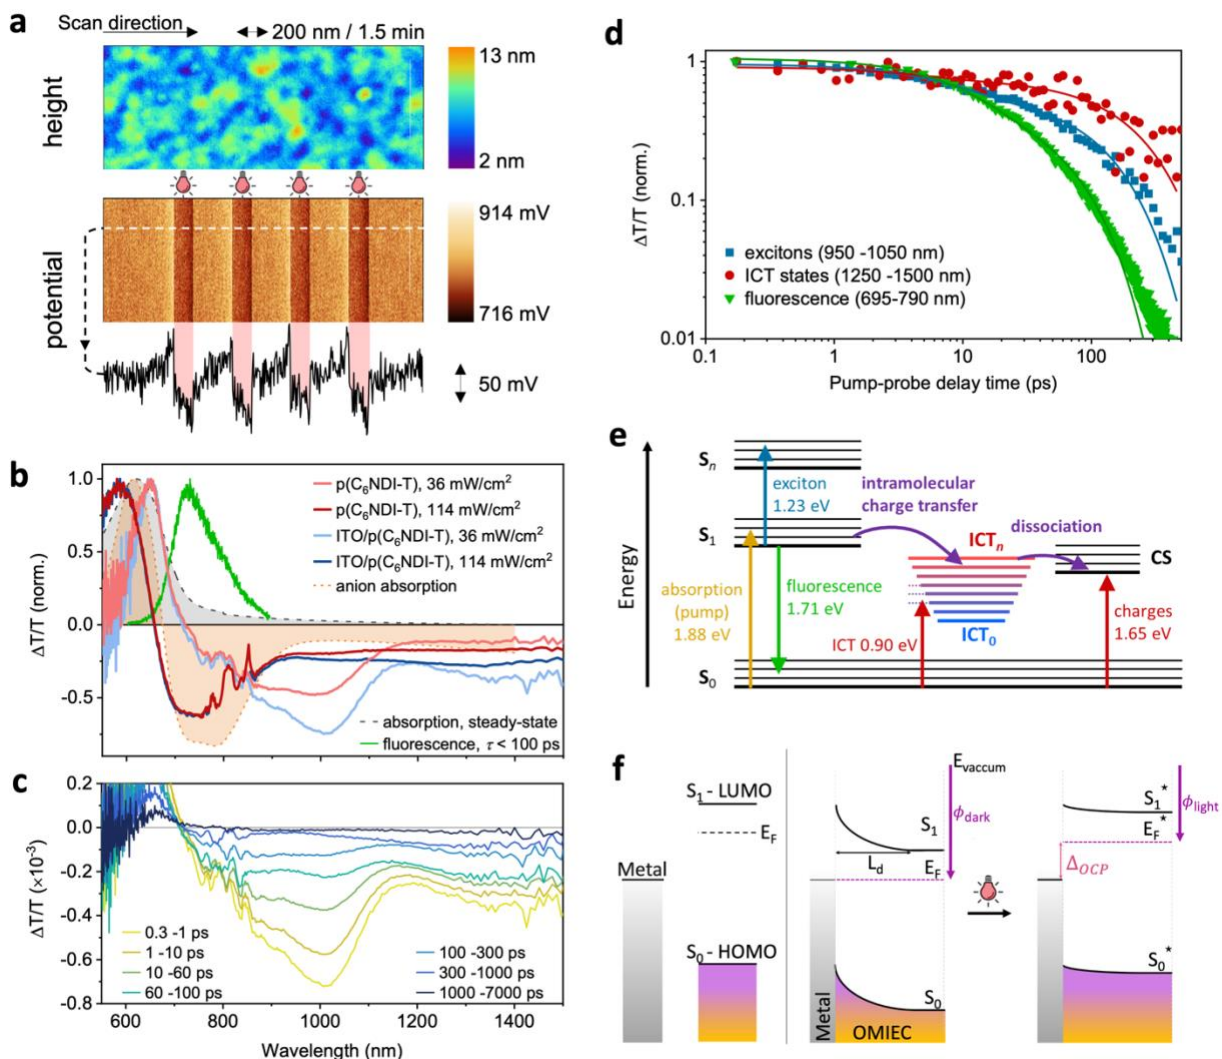 a
Scan direction
200 nm / 1.5 min
height
13 nm
2 nm
potential
914 mV
716 mV
50 mV
b
ΔT/T (norm.)
1.0
0.5
0.0
-0.5
p(C₆NDI-T), 36 mW/cm²
p(C₆NDI-T), 114 mW/cm²
ITO/p(C₆NDI-T), 36 mW/cm²
ITO/p(C₆NDI-T), 114 mW/cm²
anion absorption
absorption, steady-state
fluorescence, τ < 100 ps
c
ΔT/T (×10⁻³)
0.2
0.0
-0.2
-0.4
-0.6
-0.8
0.3 -1 ps
1 -10 ps
10 -60 ps
60 -100 ps
100 -300 ps
300 -1000 ps
1000 -7000 ps
600 800 1000 1200 1400
Wavelength (nm)
d
ΔT/T (norm.)
1
0.1
0.01
excitons (950 -1050 nm)
ICT states (1250 -1500 nm)
fluorescence (695-790 nm)
0.1 1 10 100
Pump-probe delay time (ps)
e
Energy
Sₙ
exciton
1.23 eV
intramolecular
charge transfer
S₁
ICTₙ
dissociation
CS
absorption
(pump)
1.88 eV
fluorescence
1.71 eV
ICT 0.90 eV
ICT₀
charges
1.65 eV
S₀
f
S₁ - LUMO
E_F
Metal
S₀ - HOMO
E_vaccum
ϕ_dark
S₁
L_d
E_F
S₀
Metal
OMIEC
ϕ_light
S₁*
E_F*
Δ_OCP
S₀*